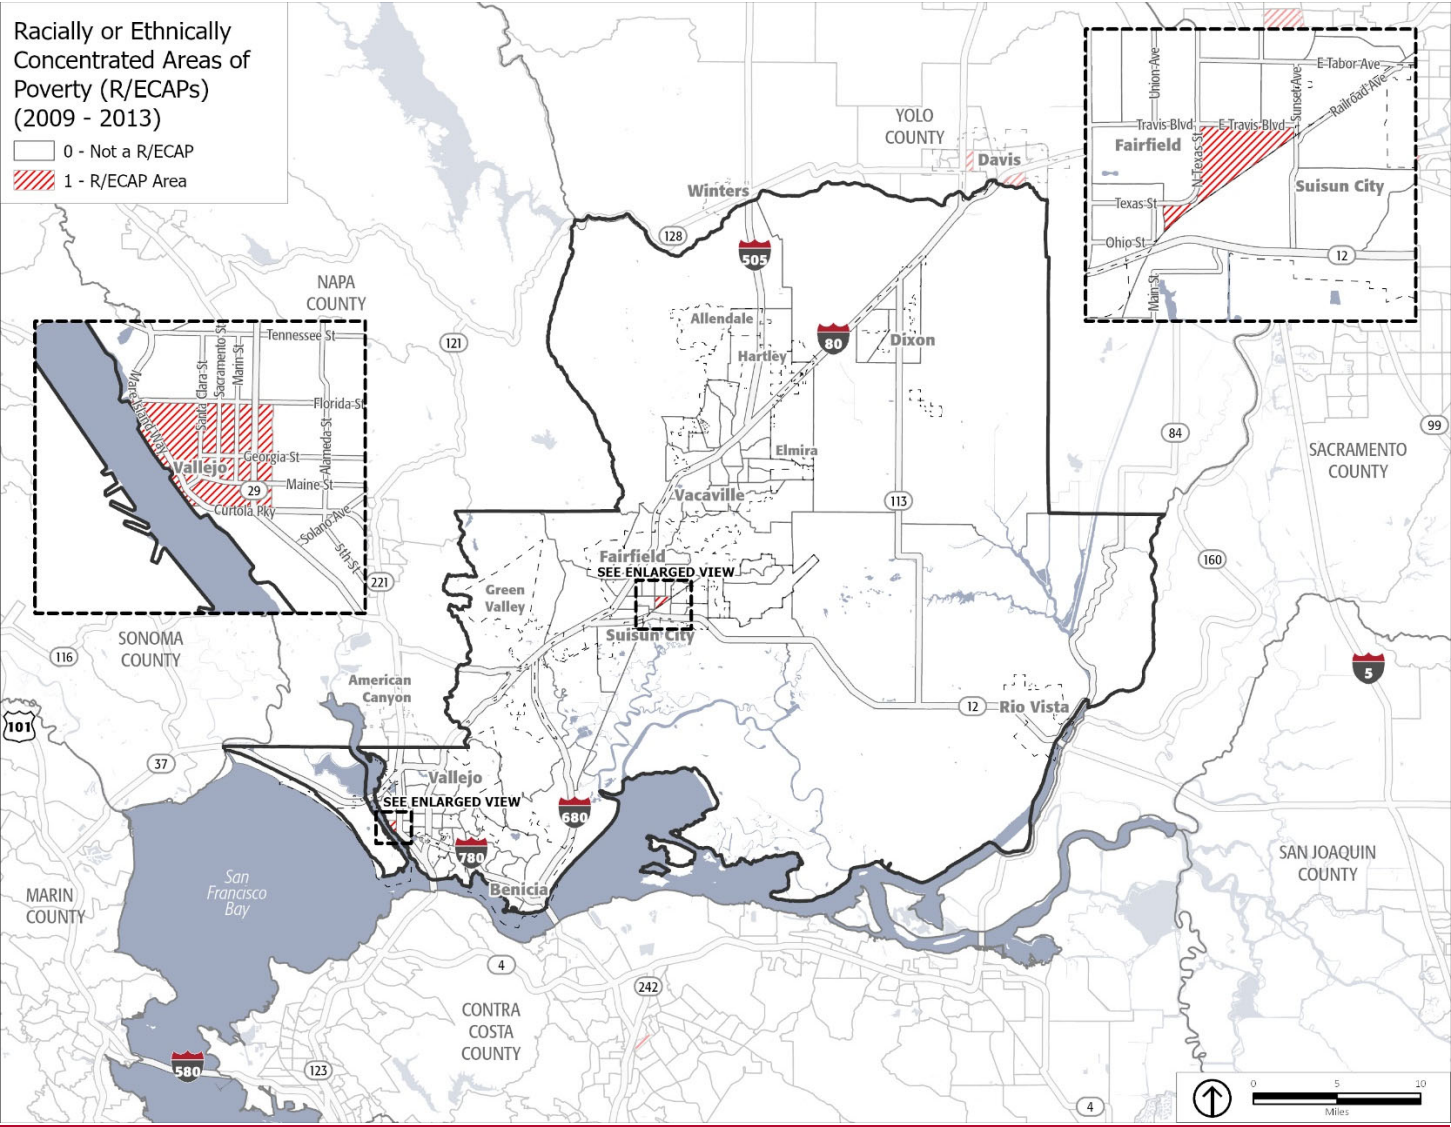 Racially or Ethnically
Concentrated Areas of
Poverty (R/ECAPs)
(2009 - 2013)
0 - Not a R/ECAP
1 - R/ECAP Area
YOLO
COUNTY
Davis
Winters
128
505
NAPA
COUNTY
121
Allendale
Hartley
80
Dixon
Elmira
Vacaville
113
E Tabor Ave
Union Ave
Sunset Ave
Railroad Ave
Travis Blvd
E Travis Blvd
Fairfield
N Texas St
Suisun City
Texas St
Ohio St
12
Main St
Tennessee St
Santa Clara St
Sacramento St
Marin St
Mare Island Way
Florida St
Alameda St
Georgia St
Vallejo
Maine St
29
Curtola Pky
Solano Ave
5th St
84
99
SACRAMENTO
COUNTY
160
221
Fairfield
SEE ENLARGED VIEW
Green
Valley
Suisun City
SONOMA
COUNTY
116
American
Canyon
5
12
Rio Vista
101
37
Vallejo
SEE ENLARGED VIEW
680
780
Benicia
San
Francisco
Bay
MARIN
COUNTY
SAN JOAQUIN
COUNTY
4
242
CONTRA
COSTA
COUNTY
580
123
4
0 5 10
Miles